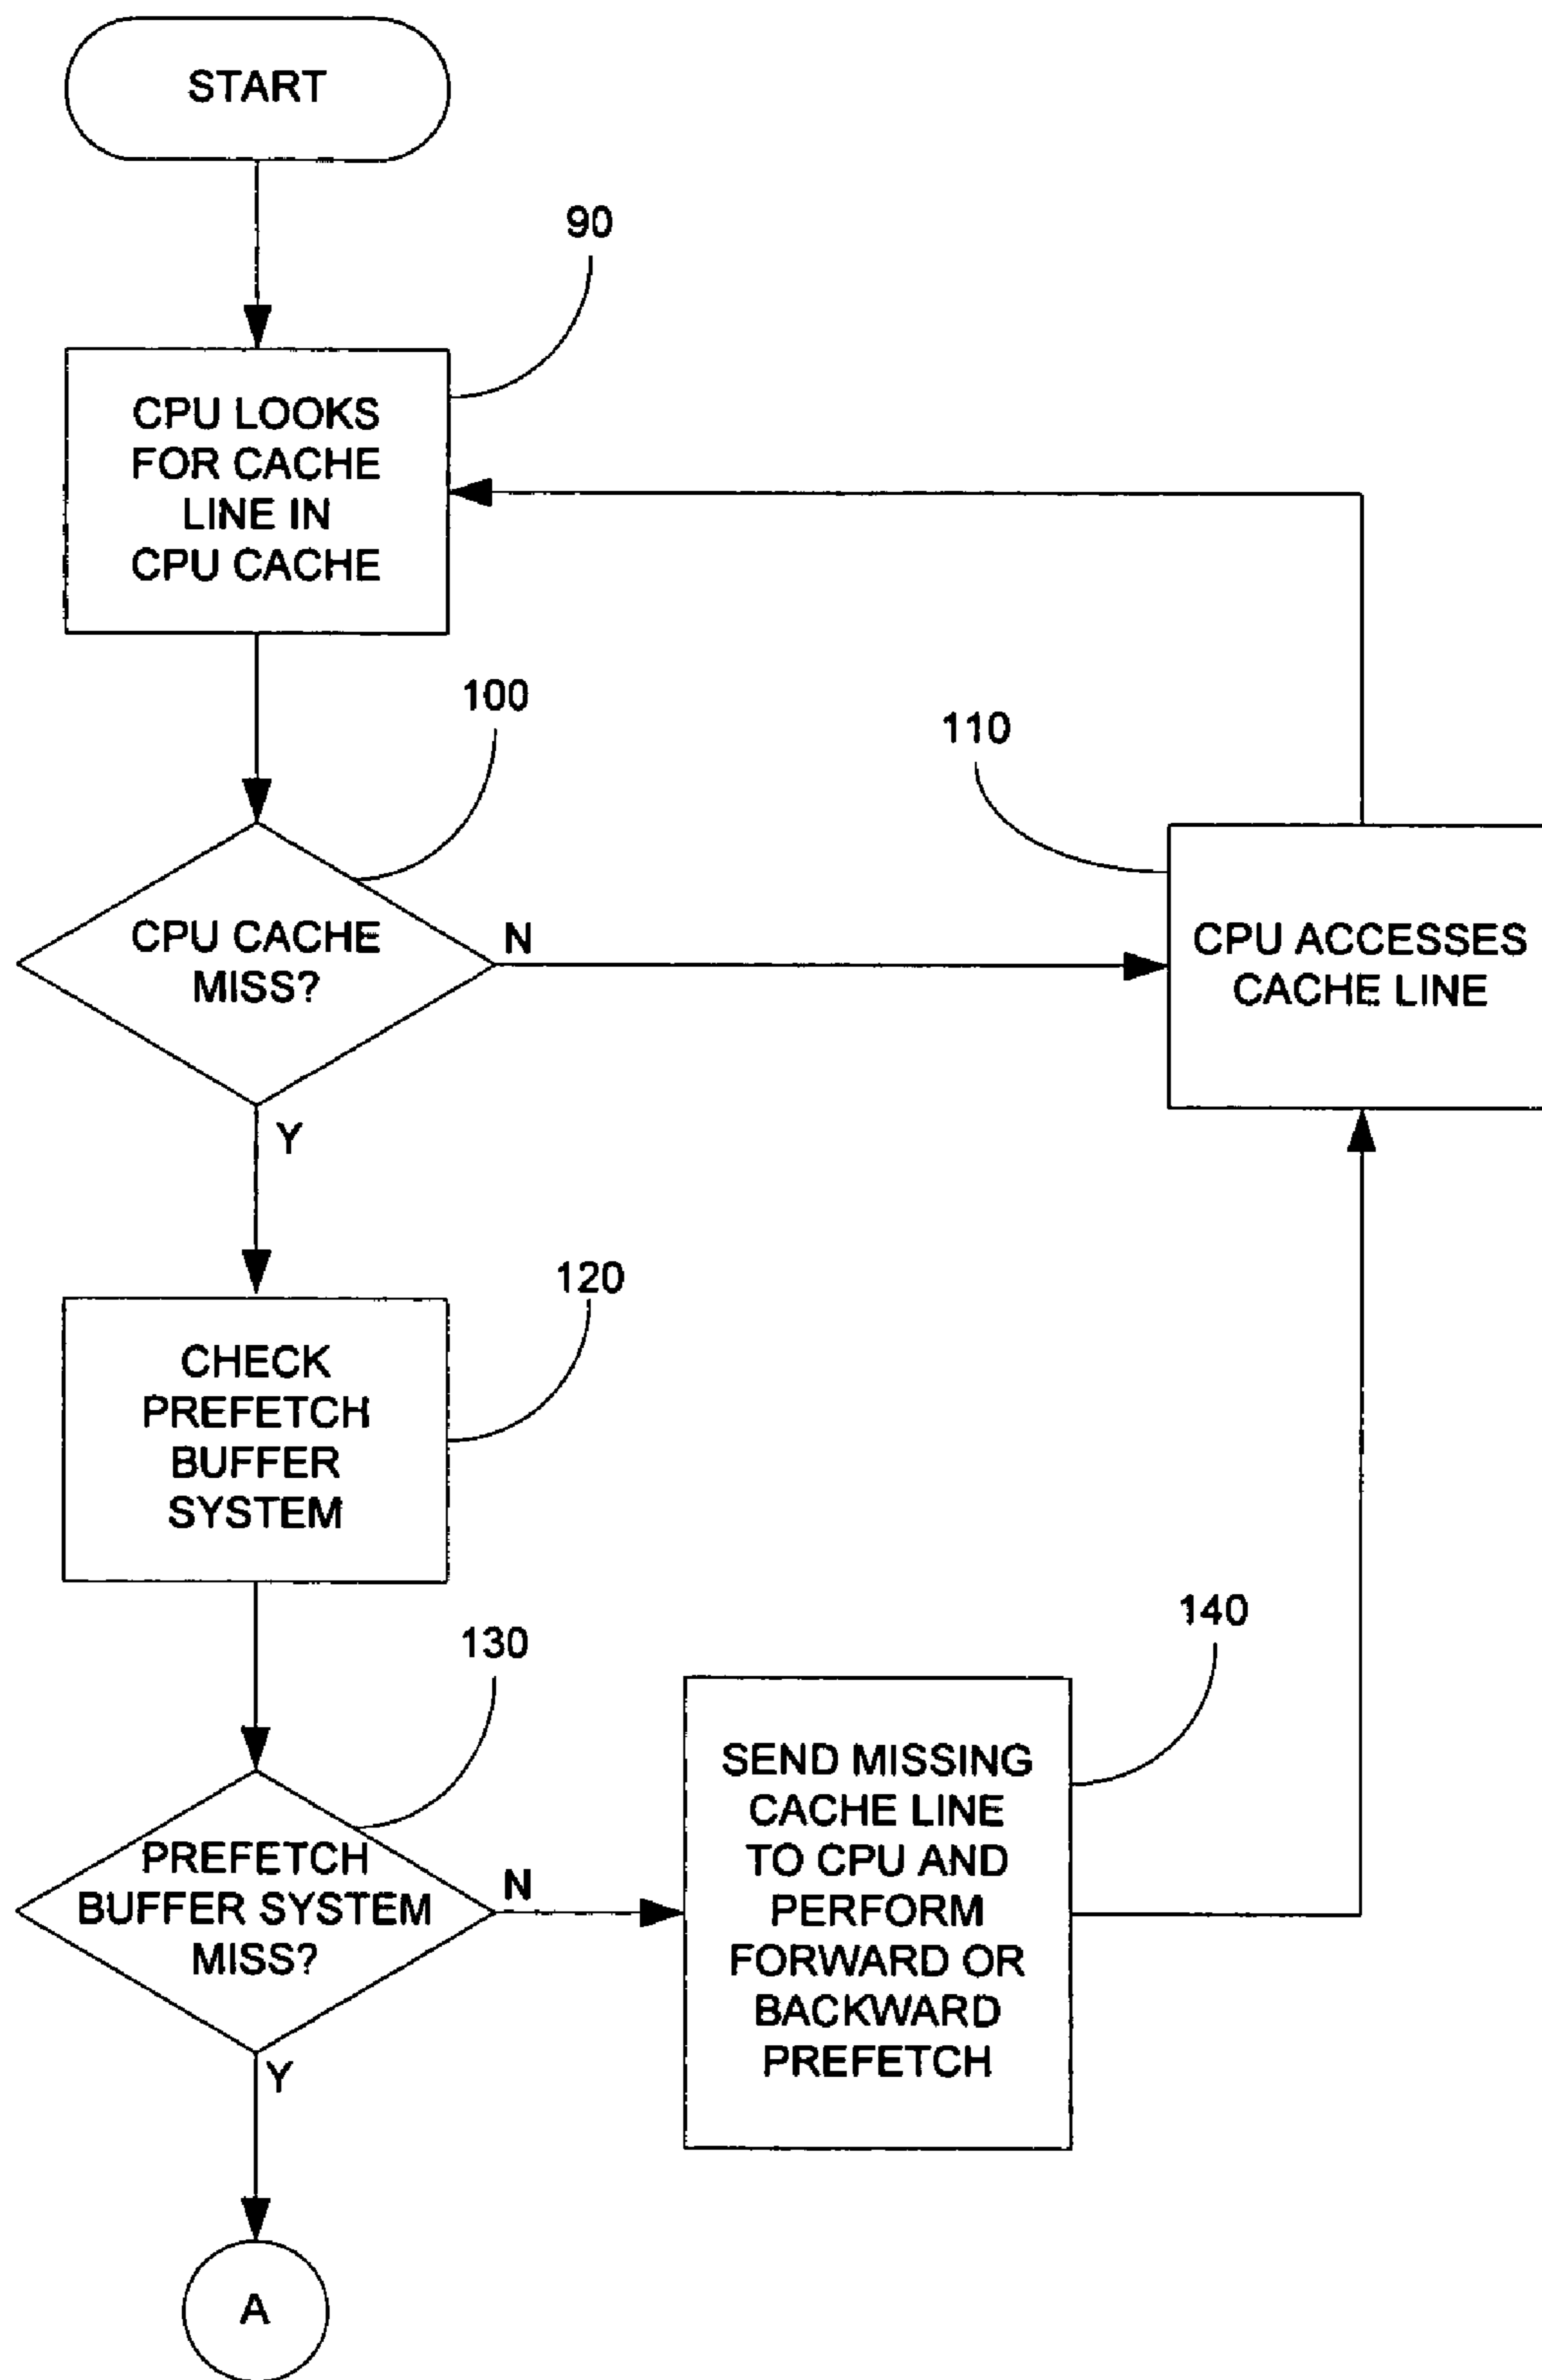 START
90
CPU LOOKS
FOR CACHE
LINE IN
CPU CACHE
100
110
CPU CACHE
MISS?
N
CPU ACCESSES
CACHE LINE
Y
120
CHECK
PREFETCH
BUFFER
SYSTEM
130
140
PREFETCH
BUFFER SYSTEM
MISS?
N
SEND MISSING
CACHE LINE
TO CPU AND
PERFORM
FORWARD OR
BACKWARD
PREFETCH
Y
A